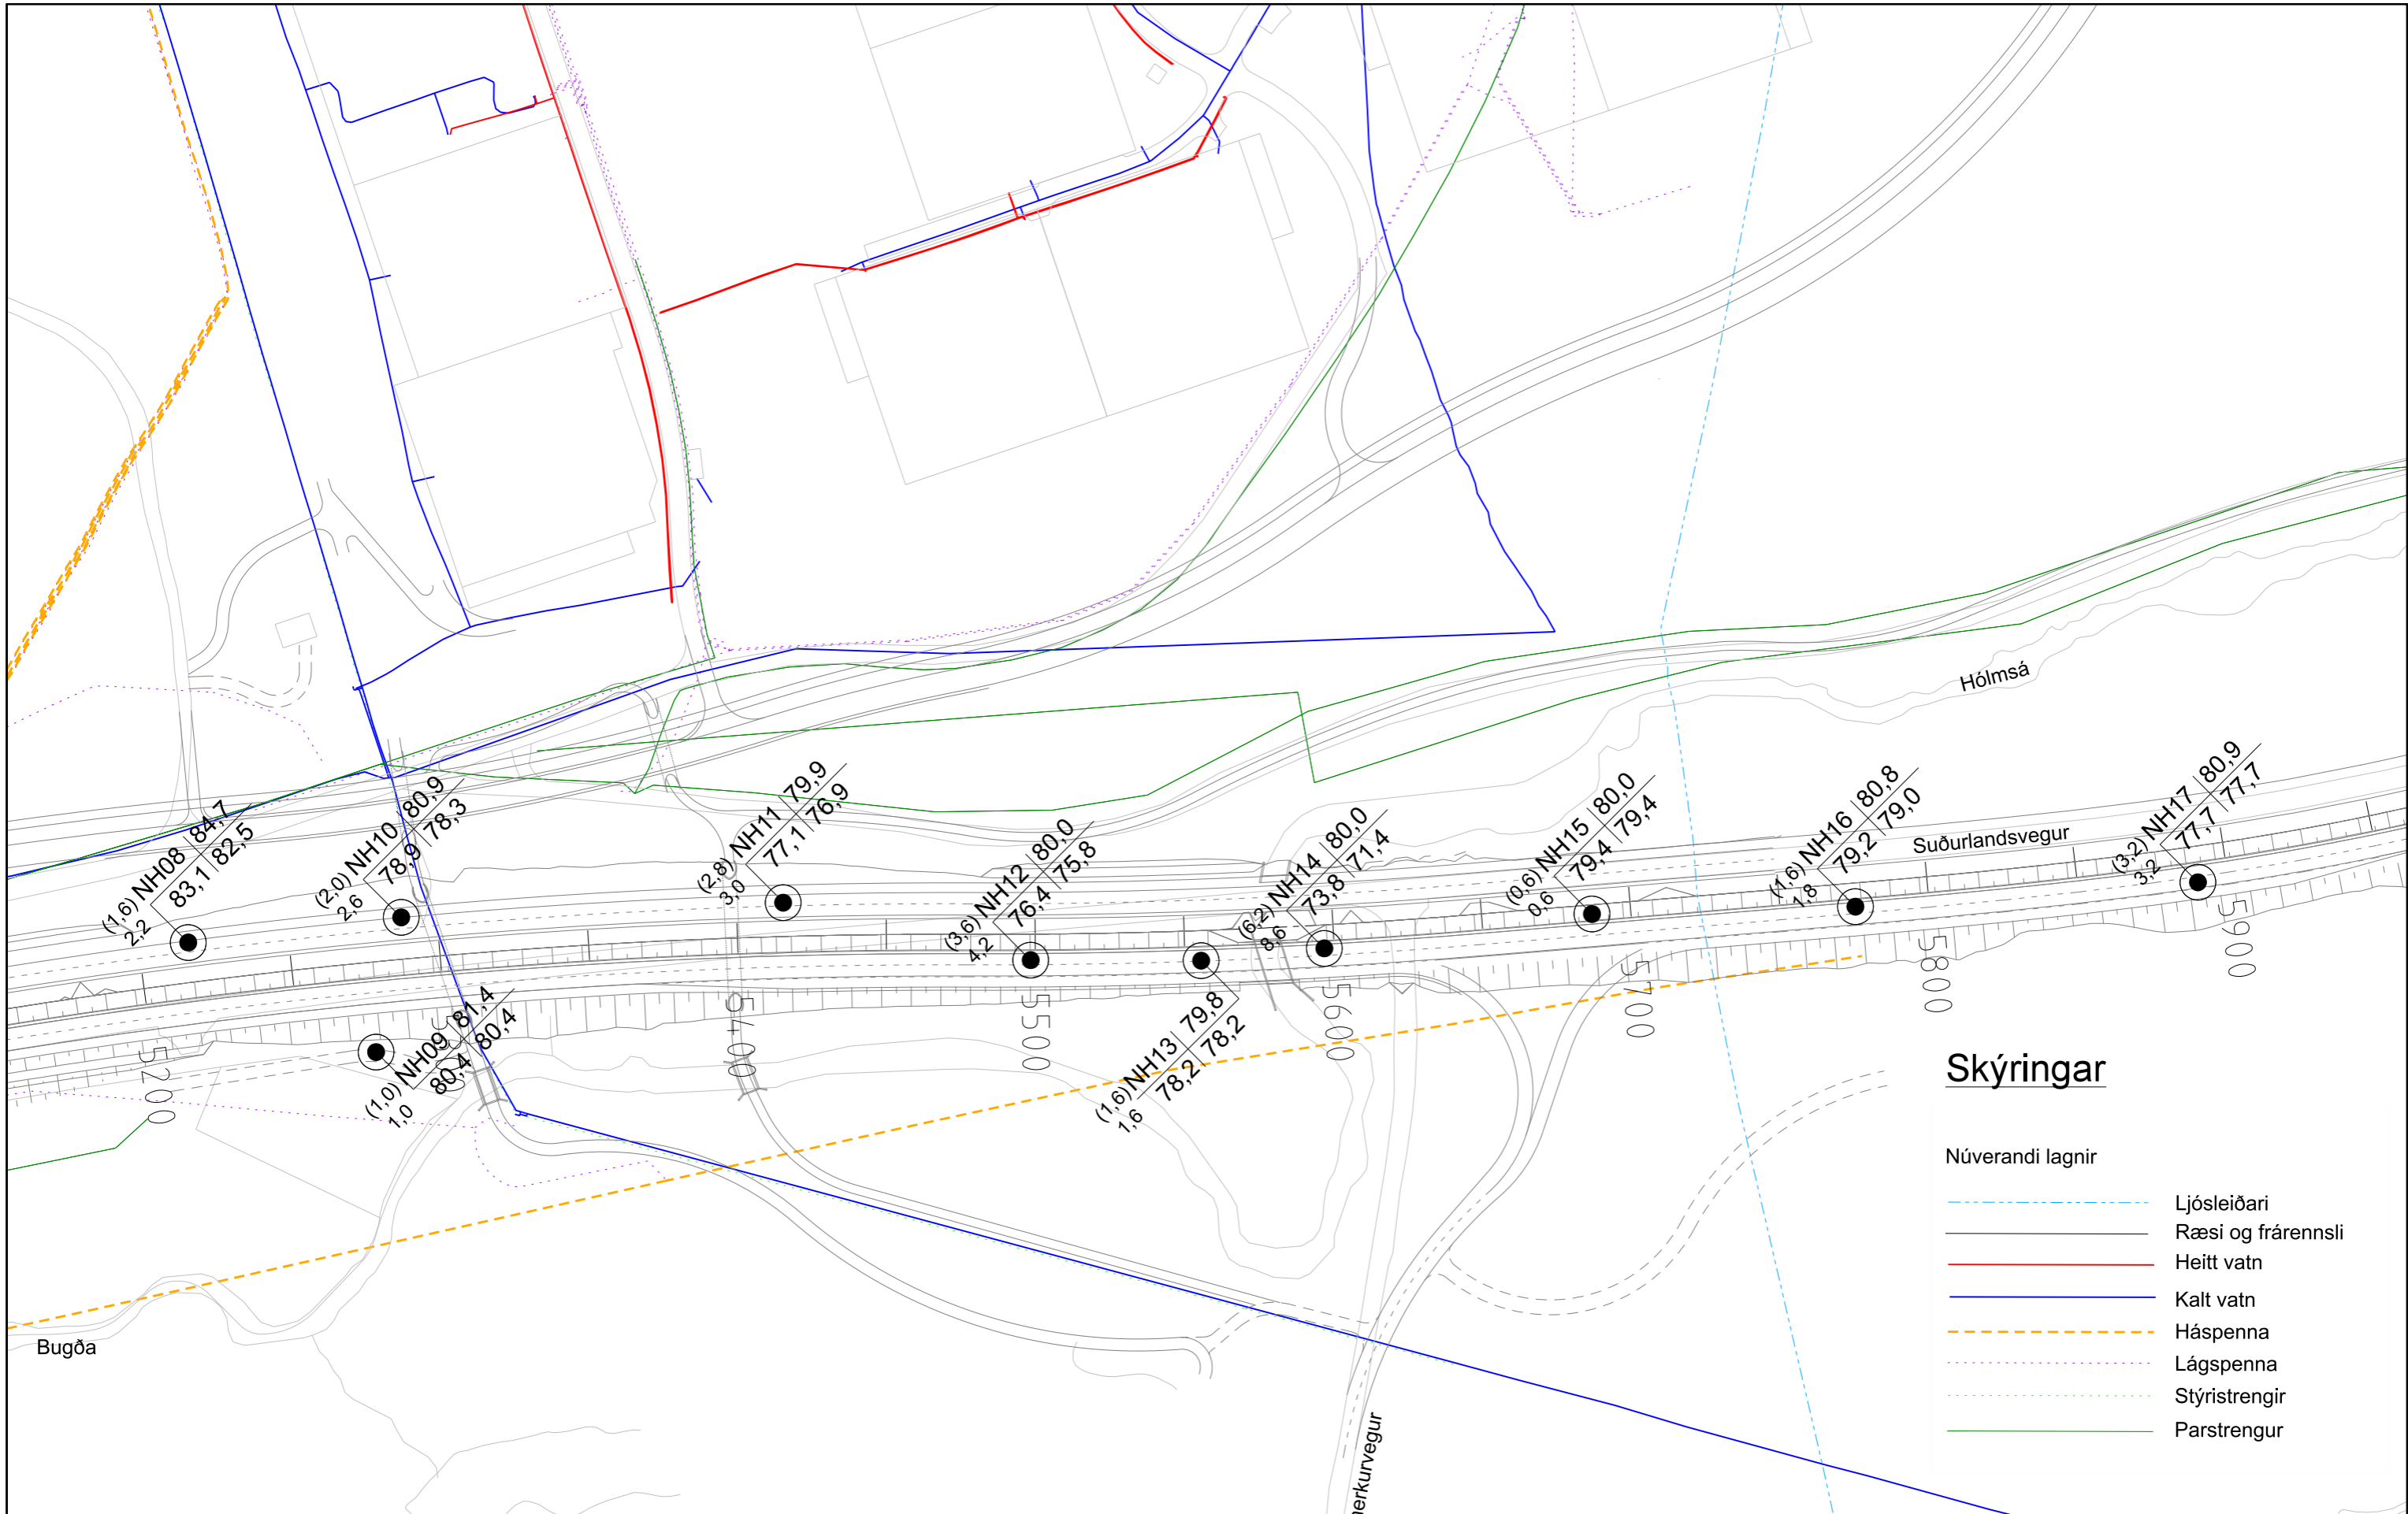 Hólmsá
Suðurlandsvegur
(1,6) NH08 84,7
2,2 83,1 82,5
(2,0) NH10 80,9
2,6 78,9 78,3
(2,8) NH11 79,9
3,0 77,1 76,9
(3,6) NH12 80,0
4,2 76,4 75,8
(6,2) NH14 80,0
8,6 73,8 71,4
(0,6) NH15 80,0
0,6 79,4 79,4
(1,6) NH16 80,8
1,8 79,2 79,0
(3,2) NH17 80,9
3,2 77,7 77,7
(1,0) NH09 81,4
1,0 80,4 80,4
(1,6) NH13 79,8
1,6 78,2 78,2
5200
5400
5500
5600
5700
5800
5900
Bugða
Skýringar
Núverandi lagnir
Ljósleiðari
Ræsi og frárennsli
Heitt vatn
Kalt vatn
Háspenna
Lágspenna
Stýristrengir
Parstrengur